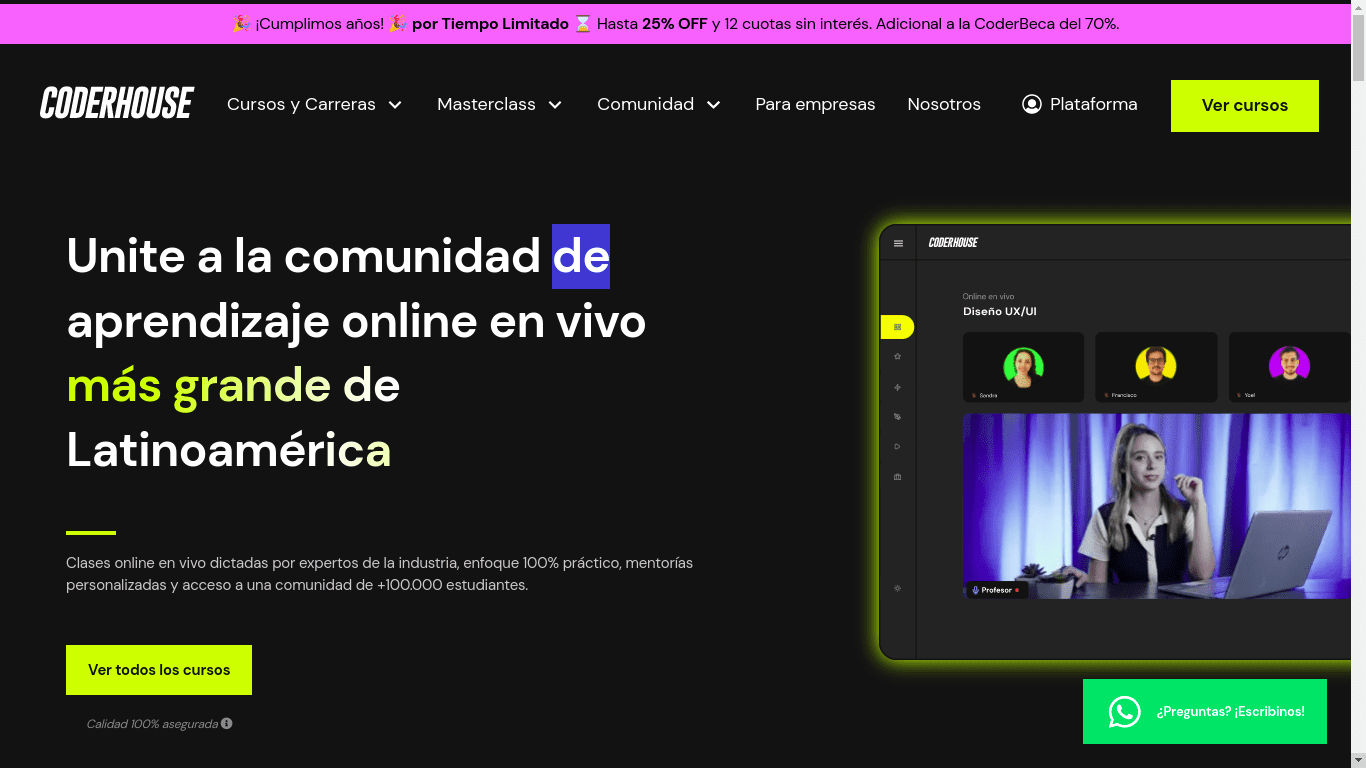 🎉 ¡Cumplimos años! 🎉 por Tiempo Limitado ⌛ Hasta 25% OFF y 12 cuotas sin interés. Adicional a la CoderBeca del 70%.
CODERHOUSE
Cursos y Carreras
Masterclass
Comunidad
Para empresas
Nosotros
Plataforma
Ver cursos
Unite a la comunidad de
aprendizaje online en vivo
más grande de
Latinoamérica
Clases online en vivo dictadas por expertos de la industria, enfoque 100% práctico, mentorías
personalizadas y acceso a una comunidad de +100.000 estudiantes.
Ver todos los cursos
Calidad 100% asegurada
CODERHOUSE
Online en vivo
Diseño UX/UI
Sandra
Francisco
Yoel
Profesor
¿Preguntas? ¡Escribinos!